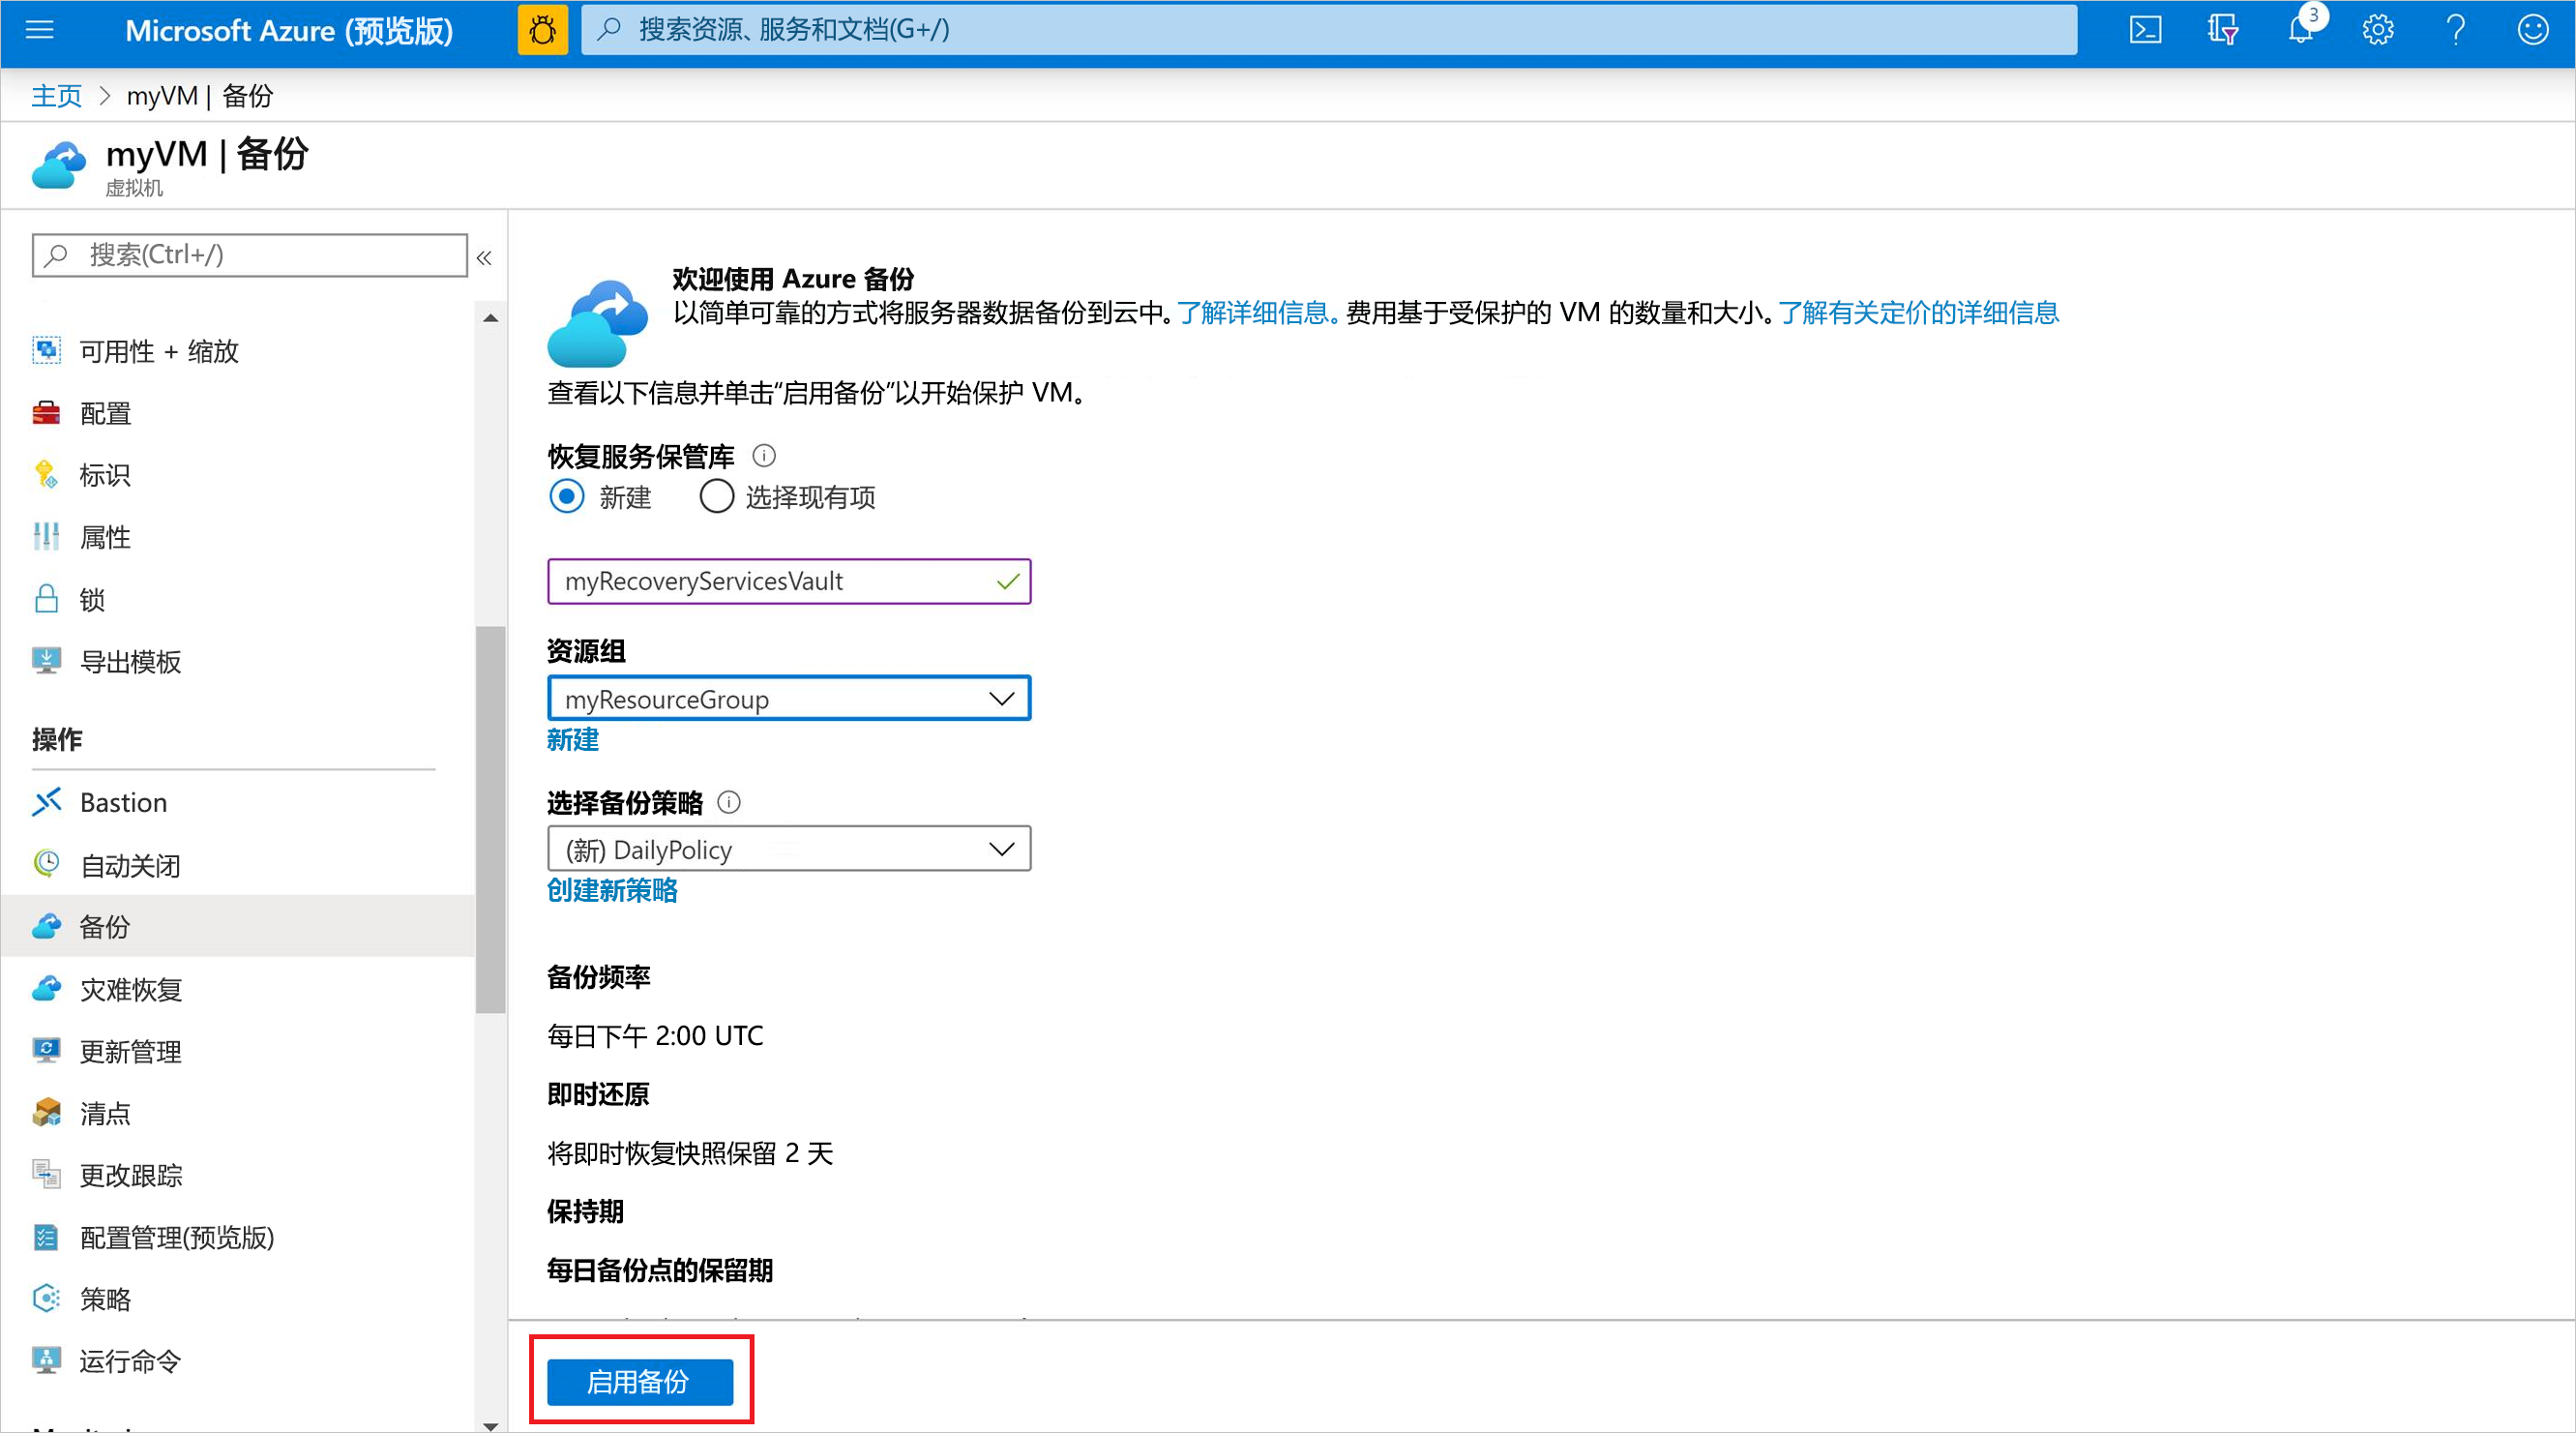 Microsoft Azure (预览版)
搜索资源、服务和文档(G+/)
3
主页 > myVM | 备份
myVM | 备份
虚拟机
搜索(Ctrl+/)
可用性 + 缩放
配置
标识
属性
锁
导出模板
操作
Bastion
自动关闭
备份
灾难恢复
更新管理
清点
更改跟踪
配置管理(预览版)
策略
运行命令
欢迎使用 Azure 备份
以简单可靠的方式将服务器数据备份到云中。了解详细信息。费用基于受保护的 VM 的数量和大小。了解有关定价的详细信息
查看以下信息并单击“启用备份”以开始保护 VM。
恢复服务保管库
新建 选择现有项
myRecoveryServicesVault
资源组
myResourceGroup
新建
选择备份策略
(新) DailyPolicy
创建新策略
备份频率
每日下午 2:00 UTC
即时还原
将即时恢复快照保留 2 天
保持期
每日备份点的保留期
启用备份